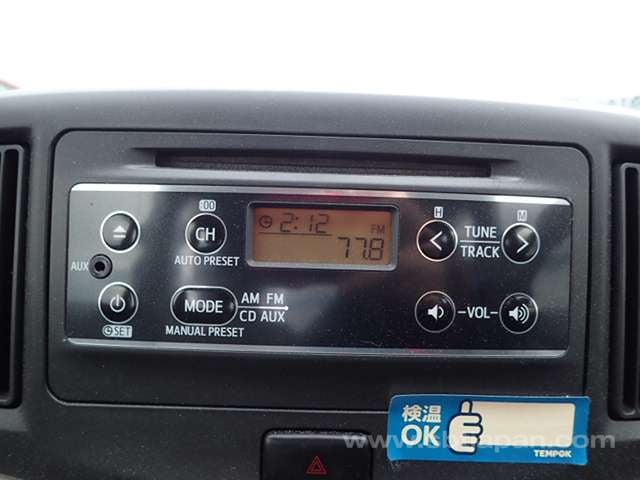 :00
H
M
2:12
FM
77.8
CH
AUTO PRESET
TUNE
TRACK
AUX
SET
MODE
AM FM
CD AUX
MANUAL PRESET
-VOL-
検温
OK
TEMPOK